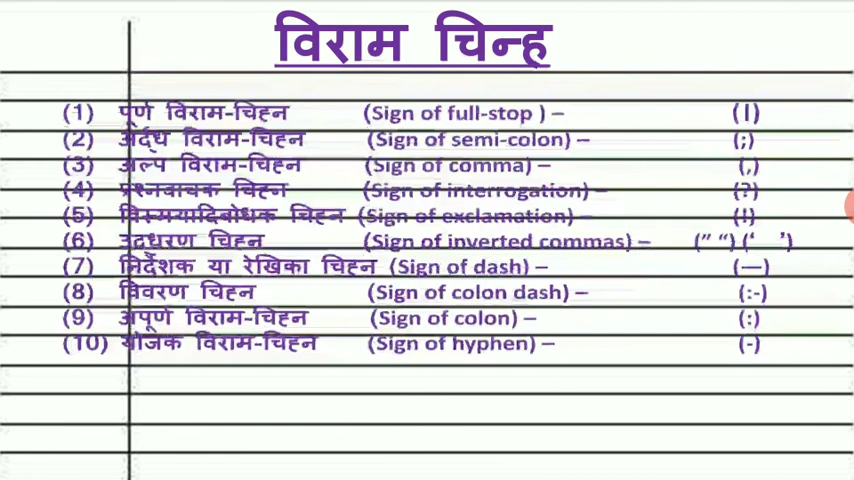 विराम चिन्ह
(1) पूर्ण विराम-चिह्न (Sign of full-stop ) – (।)
(2) अर्द्ध विराम-चिह्न (Sign of semi-colon) – (;)
(3) अल्प विराम-चिह्न (Sign of comma) – (,)
(4) प्रश्नवाचक चिह्न (Sign of interrogation) – (?)
(5) विस्मयादिबोधक चिह्न (Sign of exclamation) – (!)
(6) उद्धरण चिह्न (Sign of inverted commas) – (” “) (‘ ’)
(7) निर्देशक या रेखिका चिह्न (Sign of dash) – (—)
(8) विवरण चिह्न (Sign of colon dash) – (:-)
(9) अपूर्ण विराम-चिह्न (Sign of colon) – (:)
(10) योजक विराम-चिह्न (Sign of hyphen) – (-)